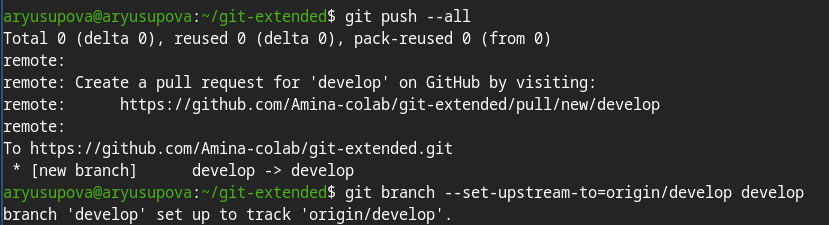 aryusupova@aryusupova:~/git-extended$ git push --all
Total 0 (delta 0), reused 0 (delta 0), pack-reused 0 (from 0)
remote:
remote: Create a pull request for 'develop' on GitHub by visiting:
remote:      https://github.com/Amina-colab/git-extended/pull/new/develop
remote:
To https://github.com/Amina-colab/git-extended.git
 * [new branch]      develop -> develop
aryusupova@aryusupova:~/git-extended$ git branch --set-upstream-to=origin/develop develop
branch 'develop' set up to track 'origin/develop'.